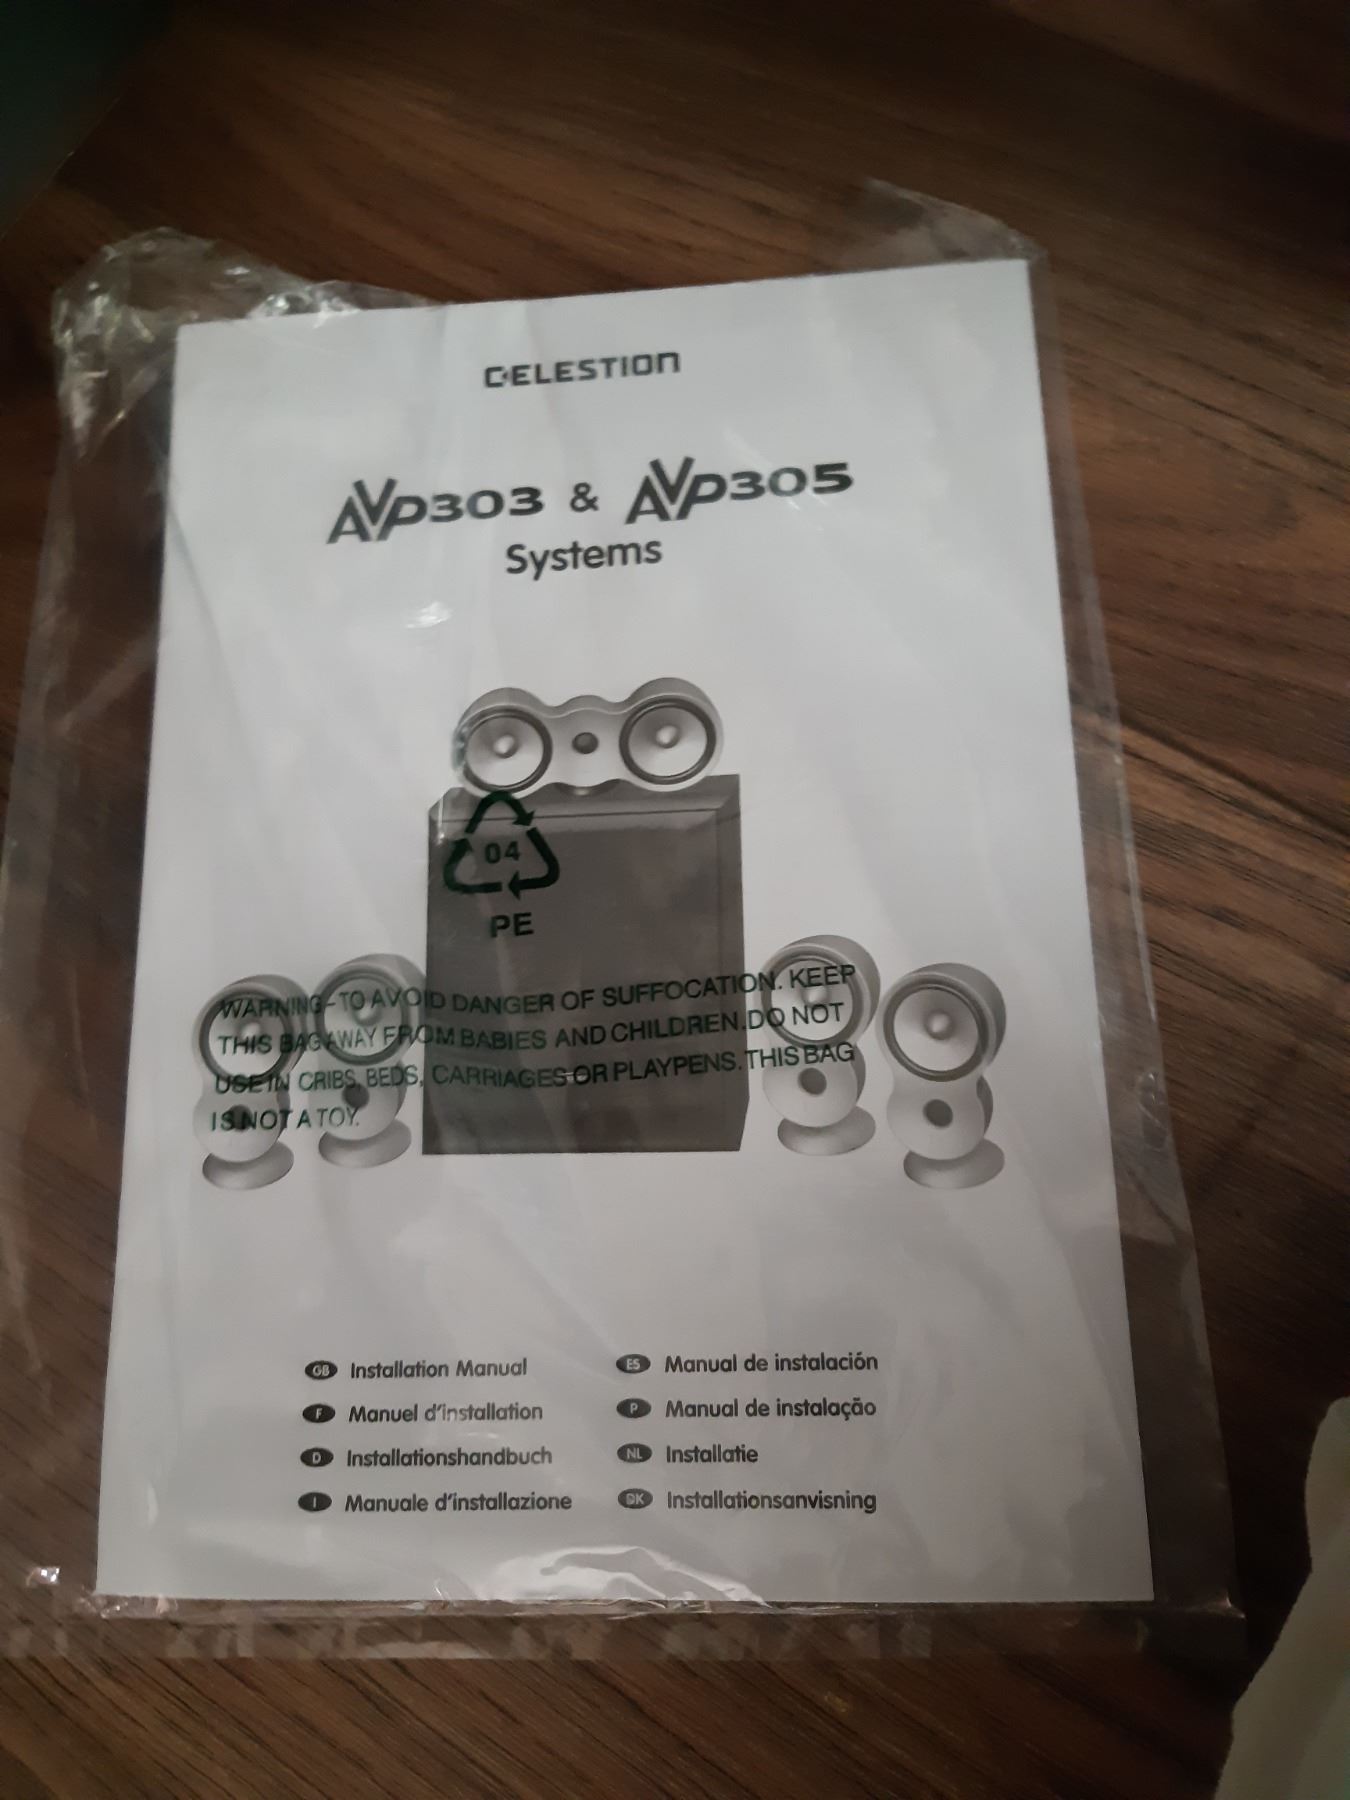 CELESTION
AVP303 & AVP305
Systems
04
PE
WARNING-TO AVOID DANGER OF SUFFOCATION. KEEP
THIS BAG AWAY FROM BABIES AND CHILDREN.DO NOT
USE IN CRIBS, BEDS, CARRIAGES OR PLAYPENS. THIS BAG
IS NOT A TOY.
GB Installation Manual
F Manuel d'installation
D Installationshandbuch
I Manuale d'installazione
ES Manual de instalación
P Manual de instalação
NL Installatie
DK Installationsanvisning